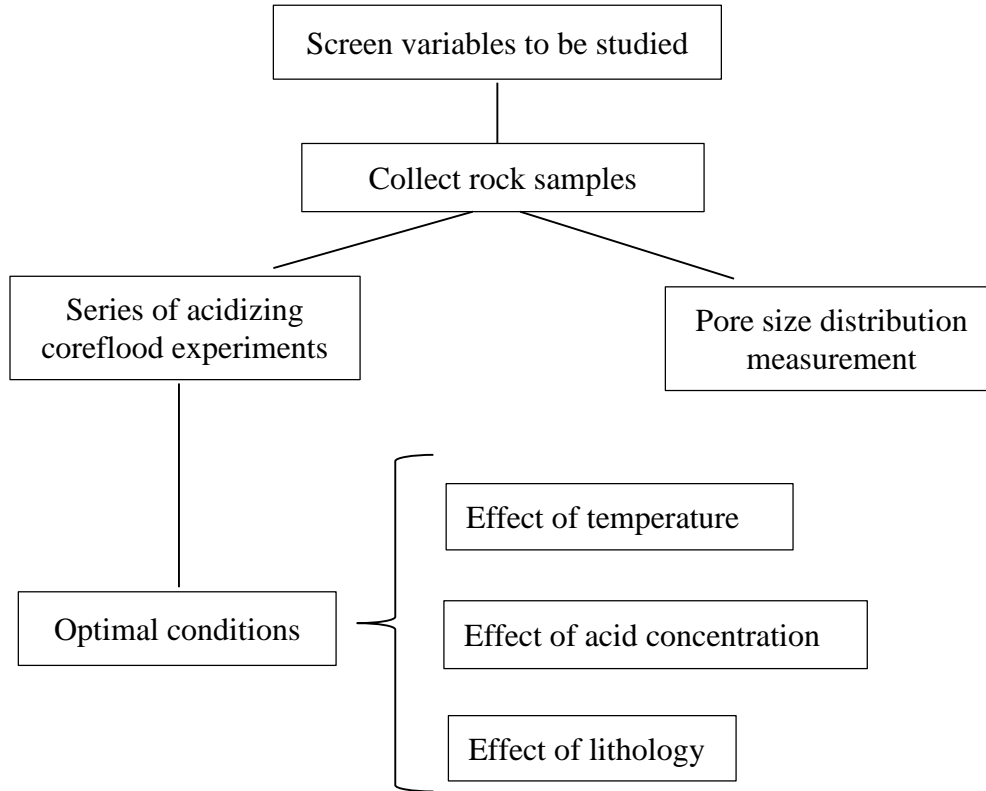 Screen variables to be studied
Collect rock samples
Series of acidizing
coreflood experiments
Pore size distribution
measurement
Optimal conditions
Effect of temperature
Effect of acid concentration
Effect of lithology